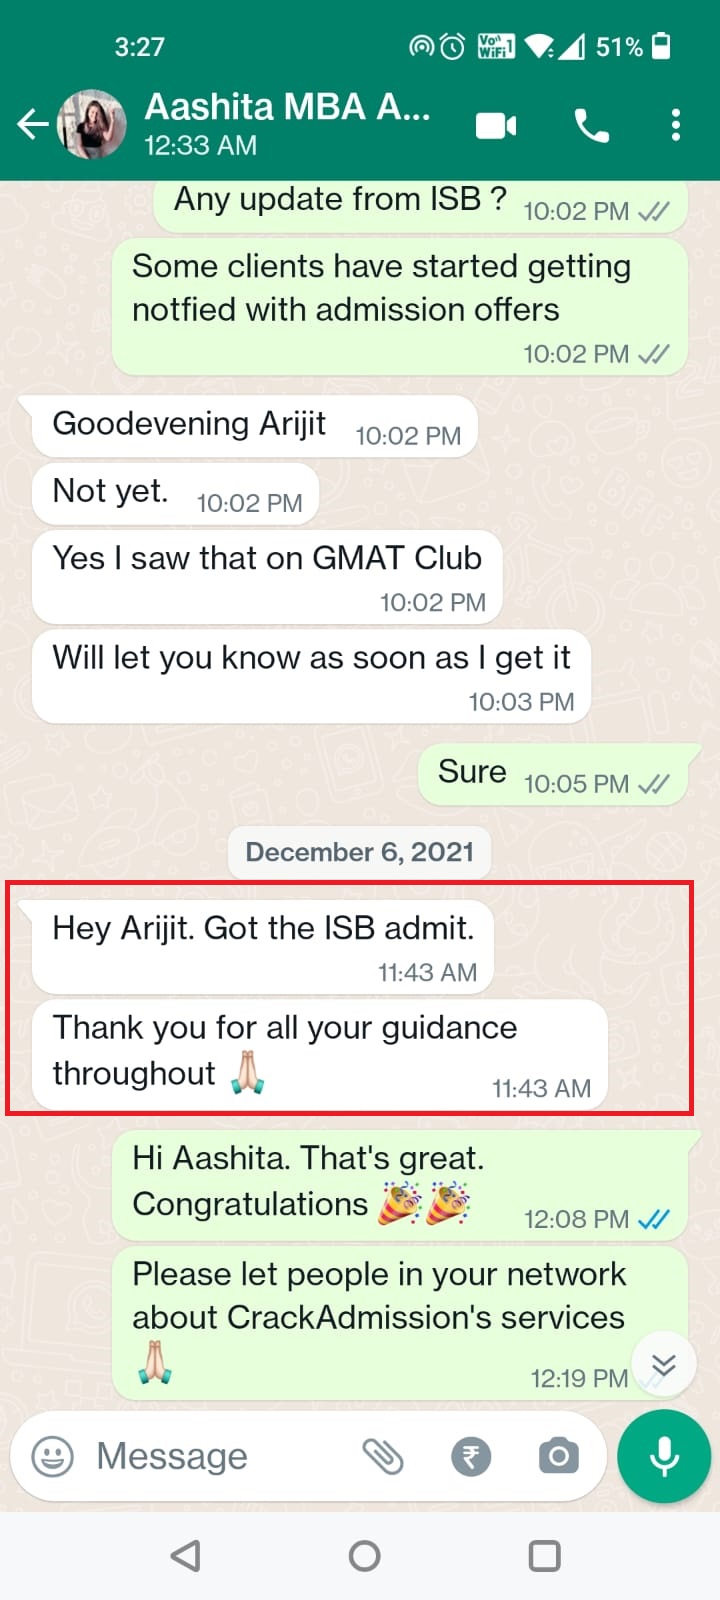 3:27
Vo))
WiFi 1
51%
Aashita MBA A...
12:33 AM
Any update from ISB ?
10:02 PM
Some clients have started getting
notfied with admission offers
10:02 PM
Goodevening Arijit
10:02 PM
Not yet.
10:02 PM
Yes I saw that on GMAT Club
10:02 PM
Will let you know as soon as I get it
10:03 PM
Sure
10:05 PM
December 6, 2021
Hey Arijit. Got the ISB admit.
11:43 AM
Thank you for all your guidance
throughout 🙏🏻
11:43 AM
Hi Aashita. That's great.
Congratulations 🎉🎉
12:08 PM
Please let people in your network
about CrackAdmission's services
🙏🏻
12:19 PM
Message
₹